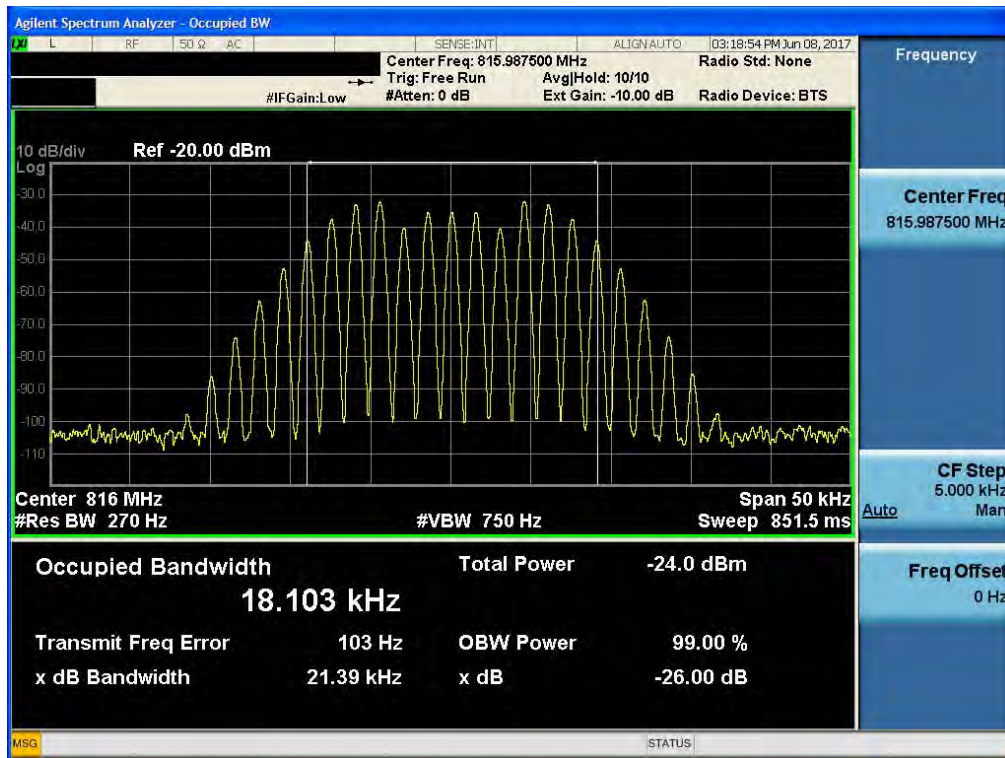 Agilent Spectrum Analyzer - Occupied BW
LXI L RF 50 Ω AC SENSE:INT ALIGN AUTO 03:18:54 PM Jun 08, 2017
Center Freq: 815.987500 MHz Radio Std: None
Trig: Free Run Avg|Hold: 10/10
#IFGain:Low #Atten: 0 dB Ext Gain: -10.00 dB Radio Device: BTS
10 dB/div Ref -20.00 dBm
Log
-30.0
-40.0
-50.0
-60.0
-70.0
-80.0
-90.0
-100
-110
Center 816 MHz Span 50 kHz
#Res BW 270 Hz #VBW 750 Hz Sweep 851.5 ms
Occupied Bandwidth Total Power -24.0 dBm
18.103 kHz
Transmit Freq Error 103 Hz OBW Power 99.00 %
x dB Bandwidth 21.39 kHz x dB -26.00 dB
MSG STATUS
Frequency
Center Freq
815.987500 MHz
CF Step
5.000 kHz
Auto Man
Freq Offset
0 Hz